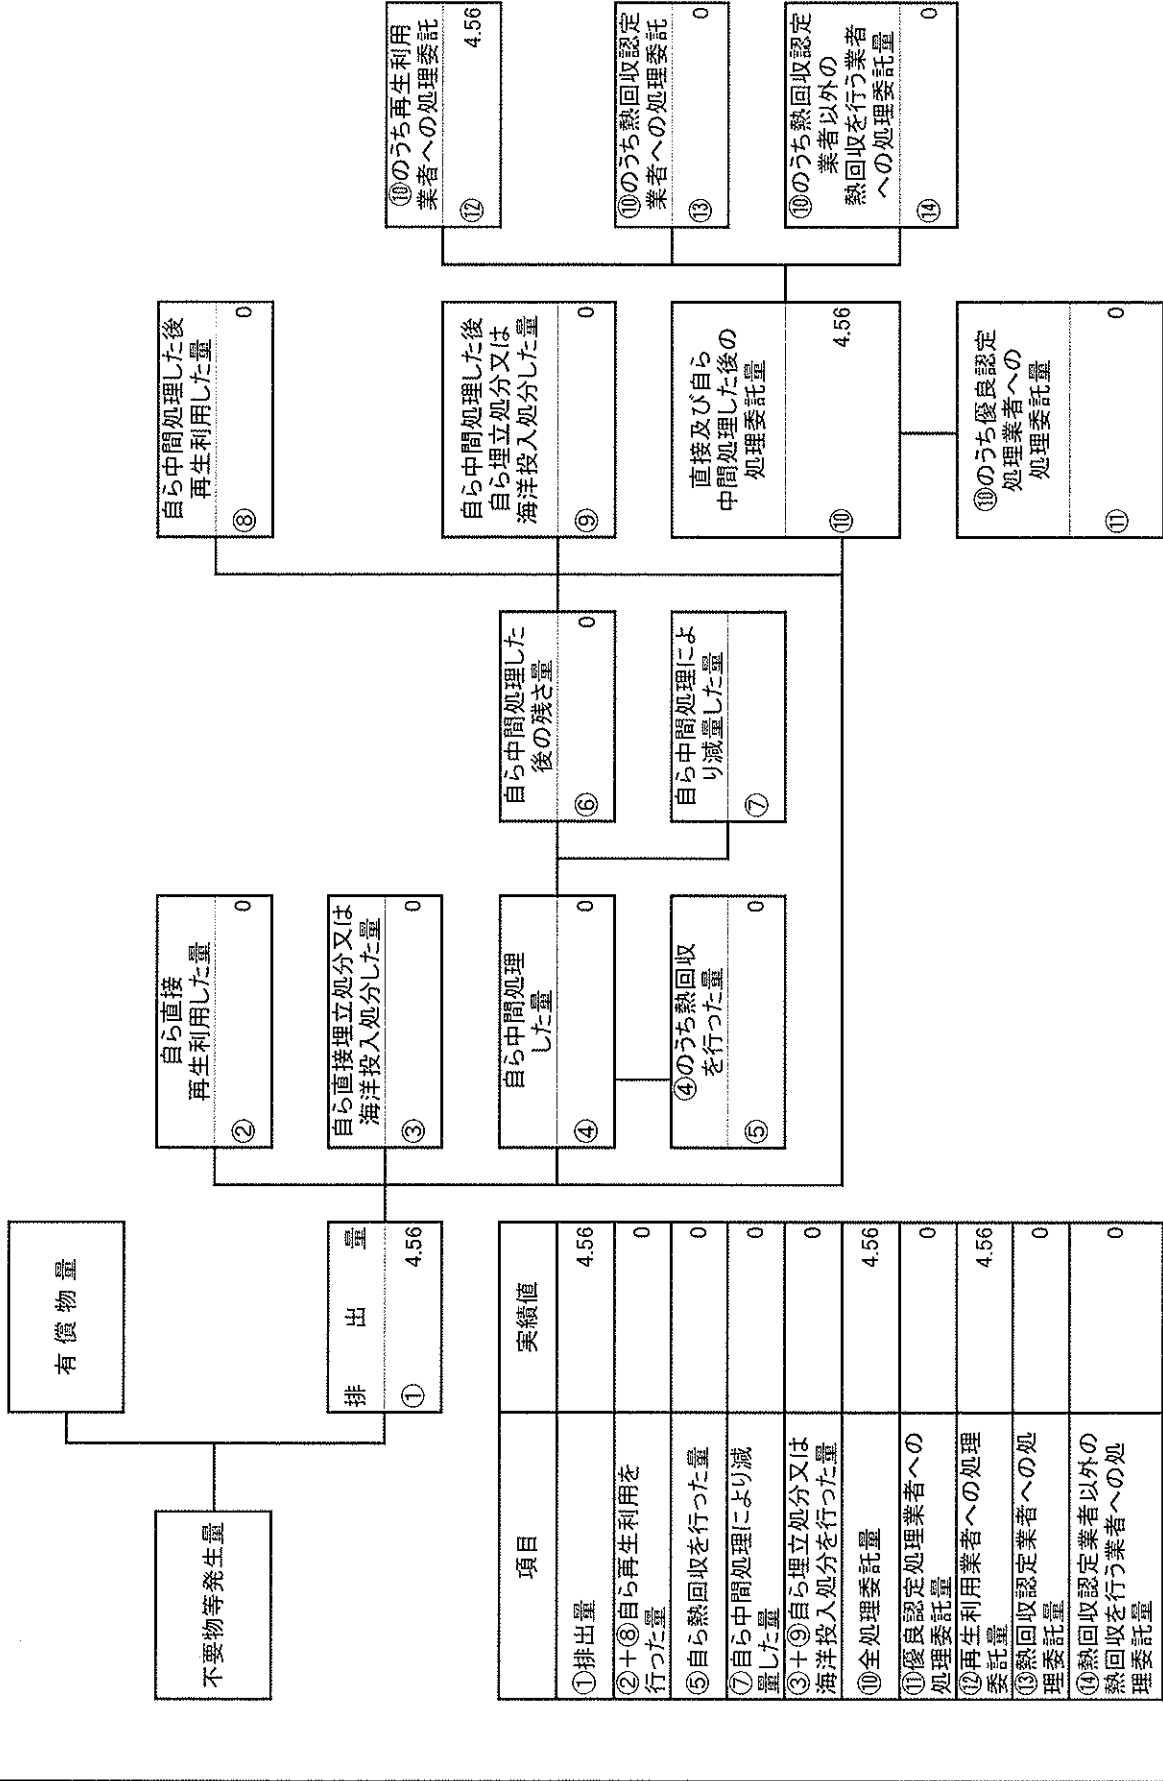 有償物量
不要物等発生量
排出量
① 4.56
自ら直接
再生利用した量
② 0
自ら直接埋立処分又は
海洋投入処分した量
③ 0
自ら中間処理
した量
④ 0
④のうち熱回収
を行った量
⑤ 0
自ら中間処理した
後の残さ量
⑥ 0
自ら中間処理によ
り減量した量
⑦
自ら中間処理した後
再生利用した量
⑧ 0
自ら中間処理した後
自ら埋立処分又は
海洋投入処分した量
⑨ 0
直接及び自ら
中間処理した後の
処理委託量
⑩ 4.56
⑩のうち優良認定
処理業者への
処理委託量
⑪ 0
⑩のうち再生利用
業者への処理委託
⑫ 4.56
⑩のうち熱回収認定
業者への処理委託
⑬ 0
⑩のうち熱回収認定
業者以外の
熱回収を行う業者
への処理委託量
⑭ 0
項目 実績値
①排出量 4.56
②+⑧自ら再生利用を
行った量 0
⑤自ら熱回収を行った量 0
⑦自ら中間処理により減
量した量 0
③+⑨自ら埋立処分又は
海洋投入処分を行った量 0
⑩全処理委託量 4.56
⑪優良認定処理業者への
処理委託量 0
⑫再生利用業者への処理
委託量 4.56
⑬熱回収認定業者への処
理委託量 0
⑭熱回収認定業者以外の
熱回収を行う業者への処
理委託量 0